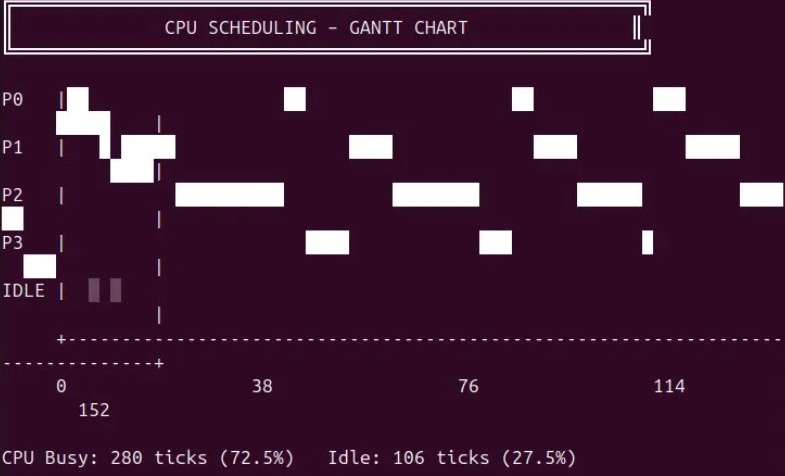 CPU SCHEDULING – GANTT CHART
P0 |
|
P1 |
|
P2 |
|
P3 |
|
IDLE |
|
+-------------------------------------------------------------------
--------------+
0 38 76 114
152
CPU Busy: 280 ticks (72.5%) Idle: 106 ticks (27.5%)